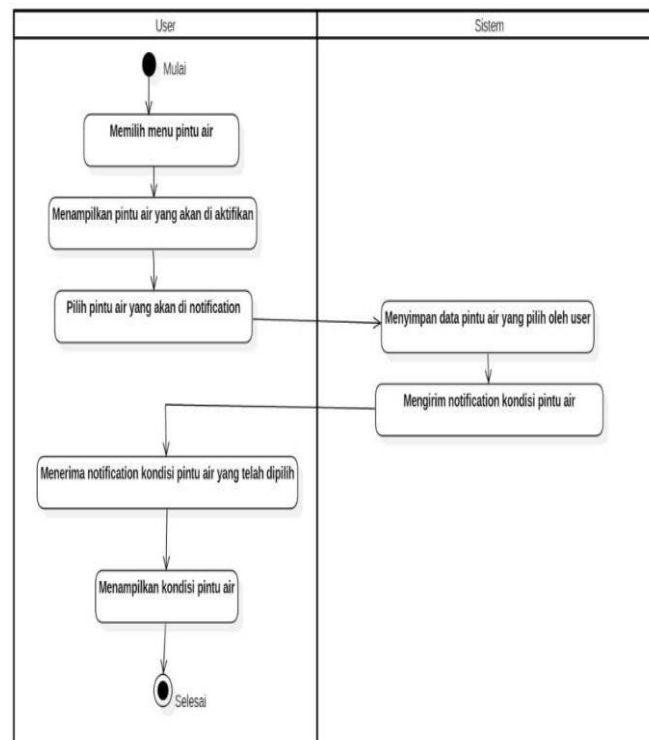 User
Sistem
Mulai
Memilih menu pintu air
Menampilkan pintu air yang akan di aktifikan
Pilih pintu air yang akan di notification
Menyimpan data pintu air yang pilih oleh user
Mengirim notification kondisi pintu air
Menerima notification kondisi pintu air yang telah dipilih
Menampilkan kondisi pintu air
Selesai